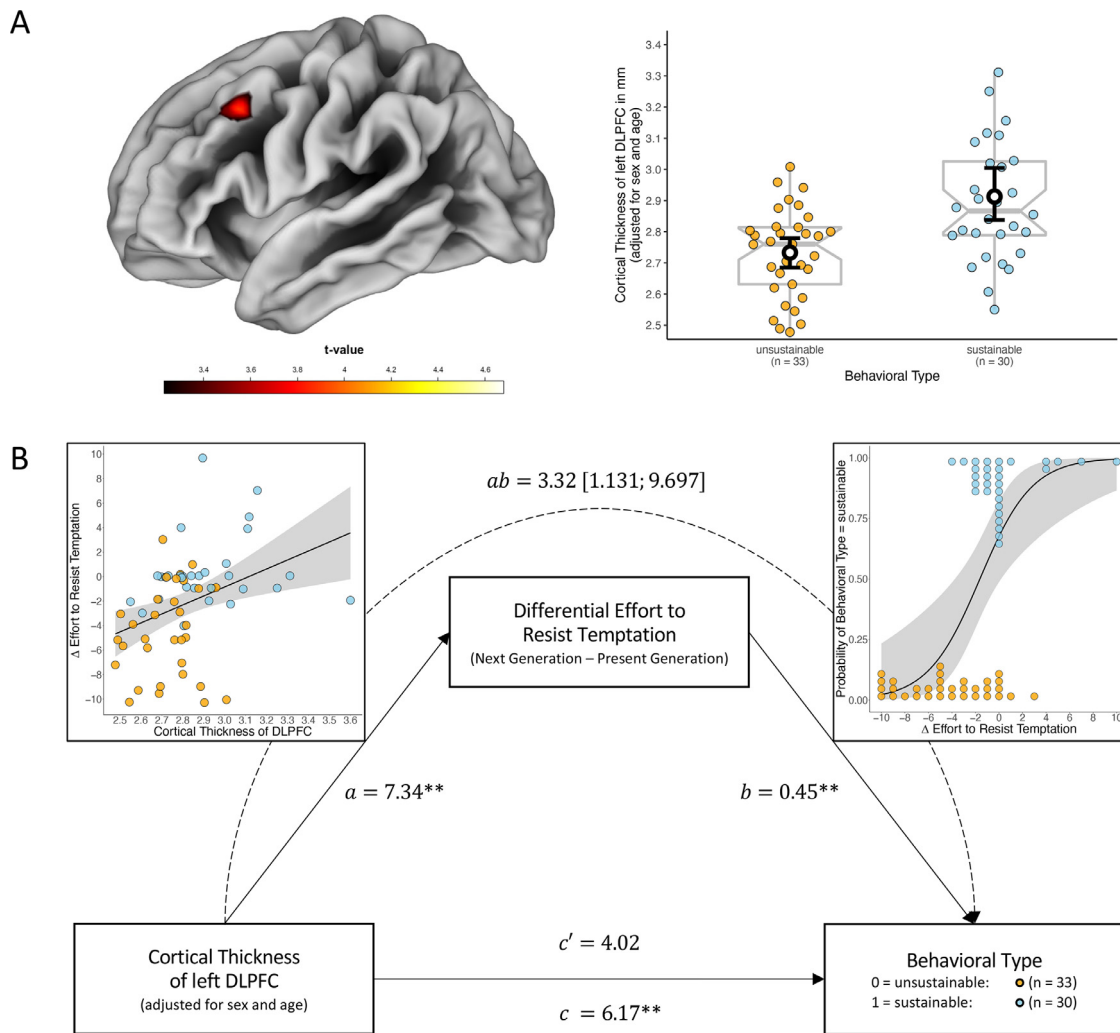 A
t-value
3.4 3.6 3.8 4 4.2 4.4 4.6
Cortical Thickness of left DLPFC in mm
(adjusted for sex and age)
3.4
3.3
3.2
3.1
3.0
2.9
2.8
2.7
2.6
2.5
unsustainable
(n = 33)
sustainable
(n = 30)
Behavioral Type
B
Δ Effort to Resist Temptation
10
8
6
4
2
0
−2
−4
−6
−8
−10
2.5 2.6 2.7 2.8 2.9 3.0 3.1 3.2 3.3 3.4 3.5 3.6
Cortical Thickness of DLPFC
ab = 3.32 [1.131; 9.697]
Probability of Behavioral Type = sustainable
1.00
0.75
0.50
0.25
0.00
−10 −8 −6 −4 −2 0 2 4 6 8 10
Δ Effort to Resist Temptation
Differential Effort to
Resist Temptation
(Next Generation – Present Generation)
a = 7.34**
b = 0.45**
Cortical Thickness
of left DLPFC
(adjusted for sex and age)
c′ = 4.02
c = 6.17**
Behavioral Type
0 = unsustainable: (n = 33)
1 = sustainable: (n = 30)